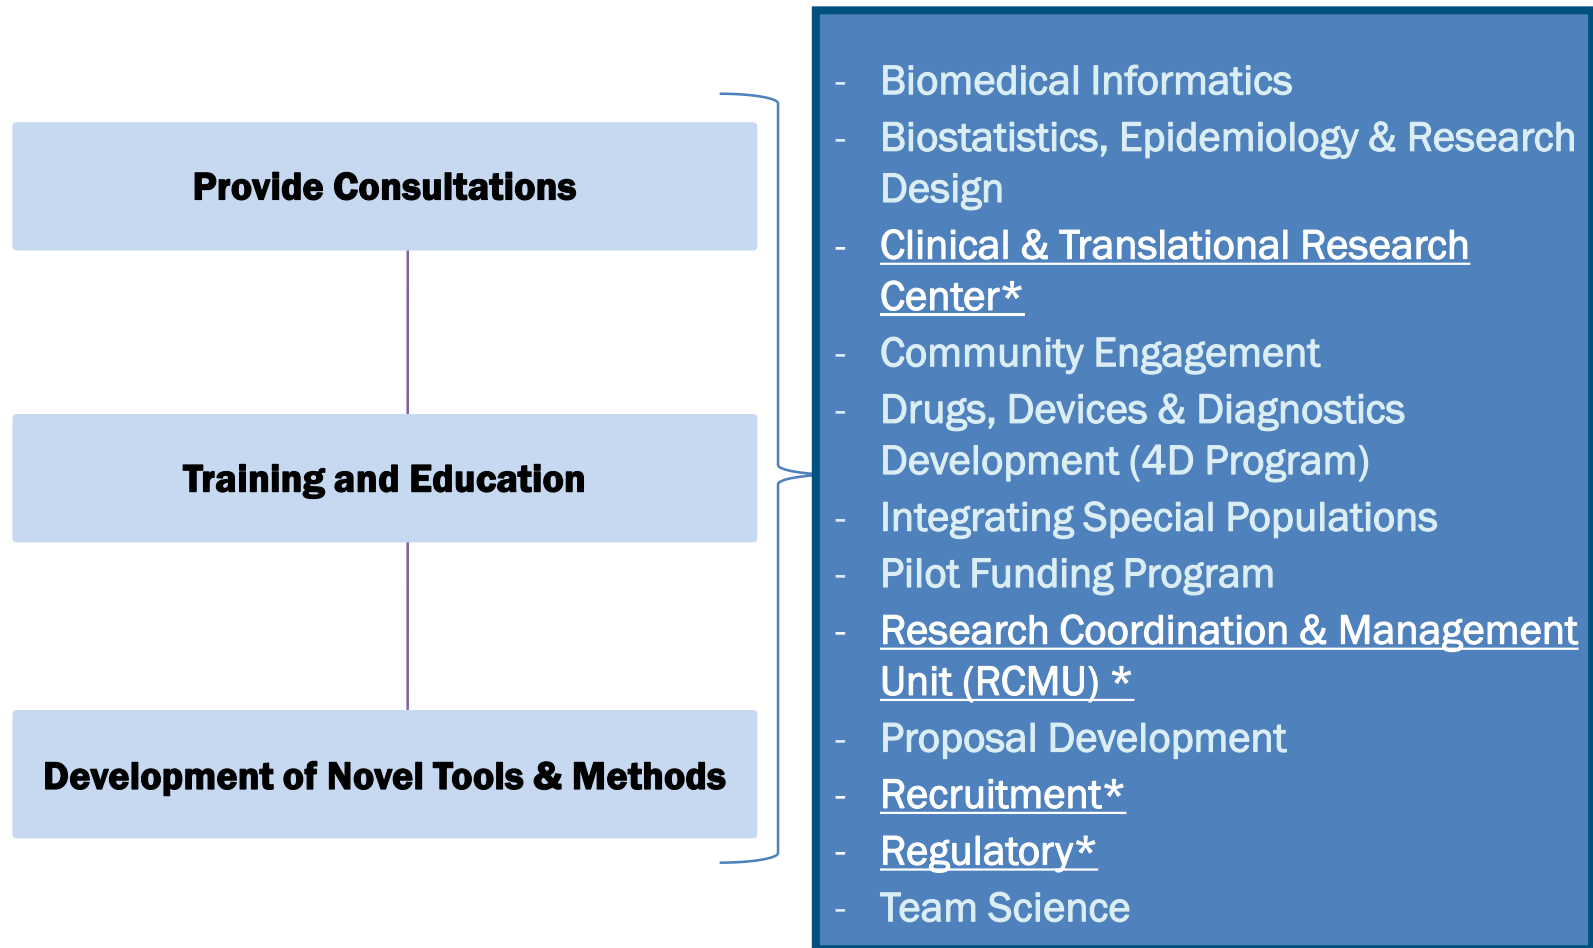 Provide Consultations
Training and Education
Development of Novel Tools & Methods
- Biomedical Informatics
- Biostatistics, Epidemiology & Research
Design
- Clinical & Translational Research
Center*
- Community Engagement
- Drugs, Devices & Diagnostics
Development (4D Program)
- Integrating Special Populations
- Pilot Funding Program
- Research Coordination & Management
Unit (RCMU) *
- Proposal Development
- Recruitment*
- Regulatory*
- Team Science